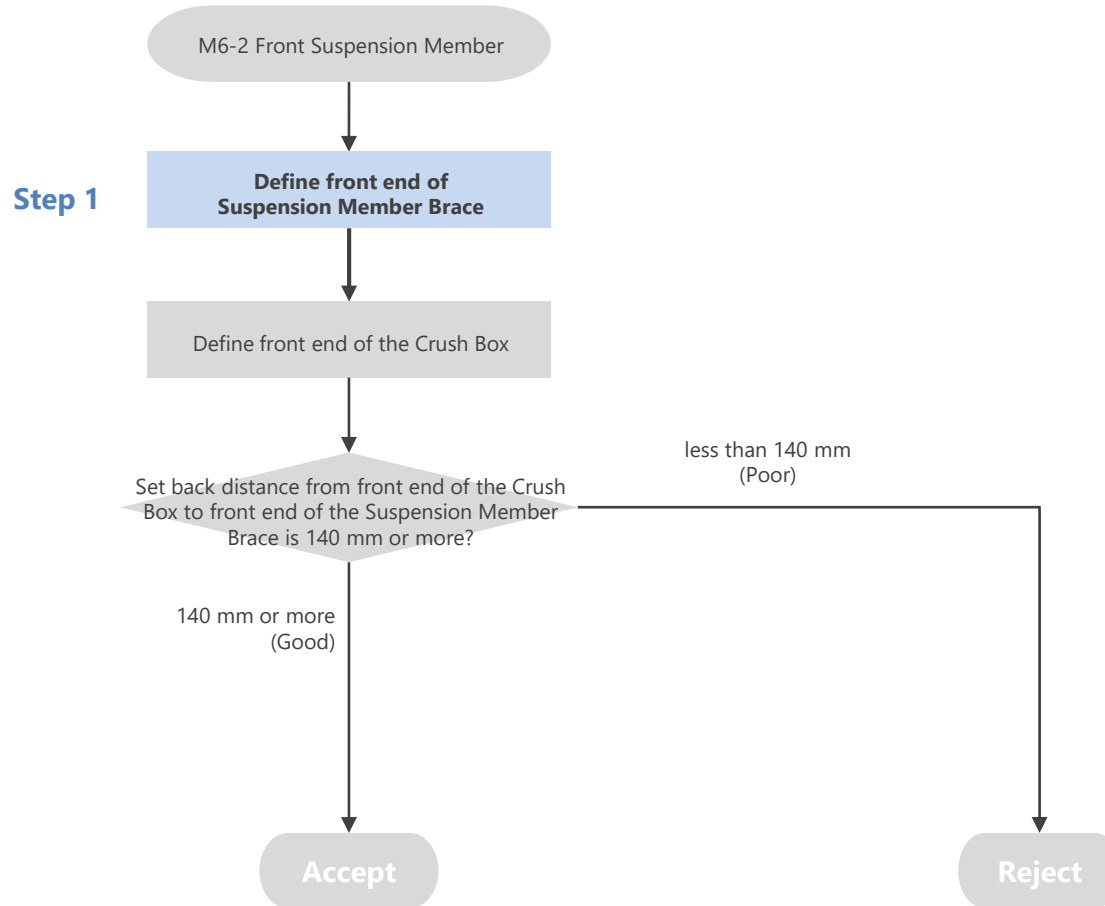 M6-2 Front Suspension Member
Step 1
Define front end of
Suspension Member Brace
Define front end of the Crush Box
less than 140 mm
(Poor)
Set back distance from front end of the Crush
Box to front end of the Suspension Member
Brace is 140 mm or more?
140 mm or more
(Good)
Accept
Reject